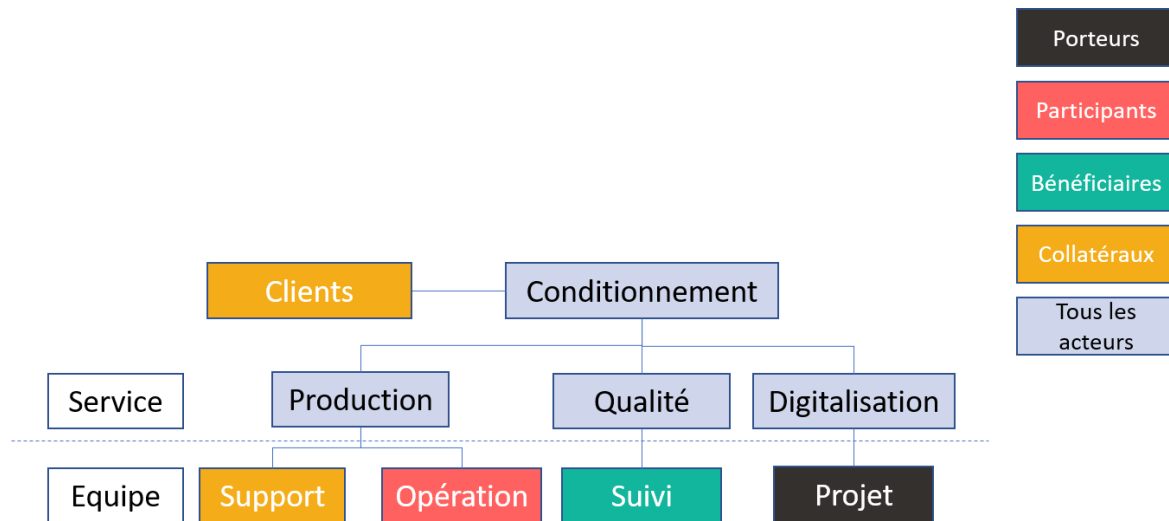 Porteurs
Participants
Bénéficiaires
Collatéraux
Tous les
acteurs
Clients
Conditionnement
Service
Production
Qualité
Digitalisation
Equipe
Support
Opération
Suivi
Projet